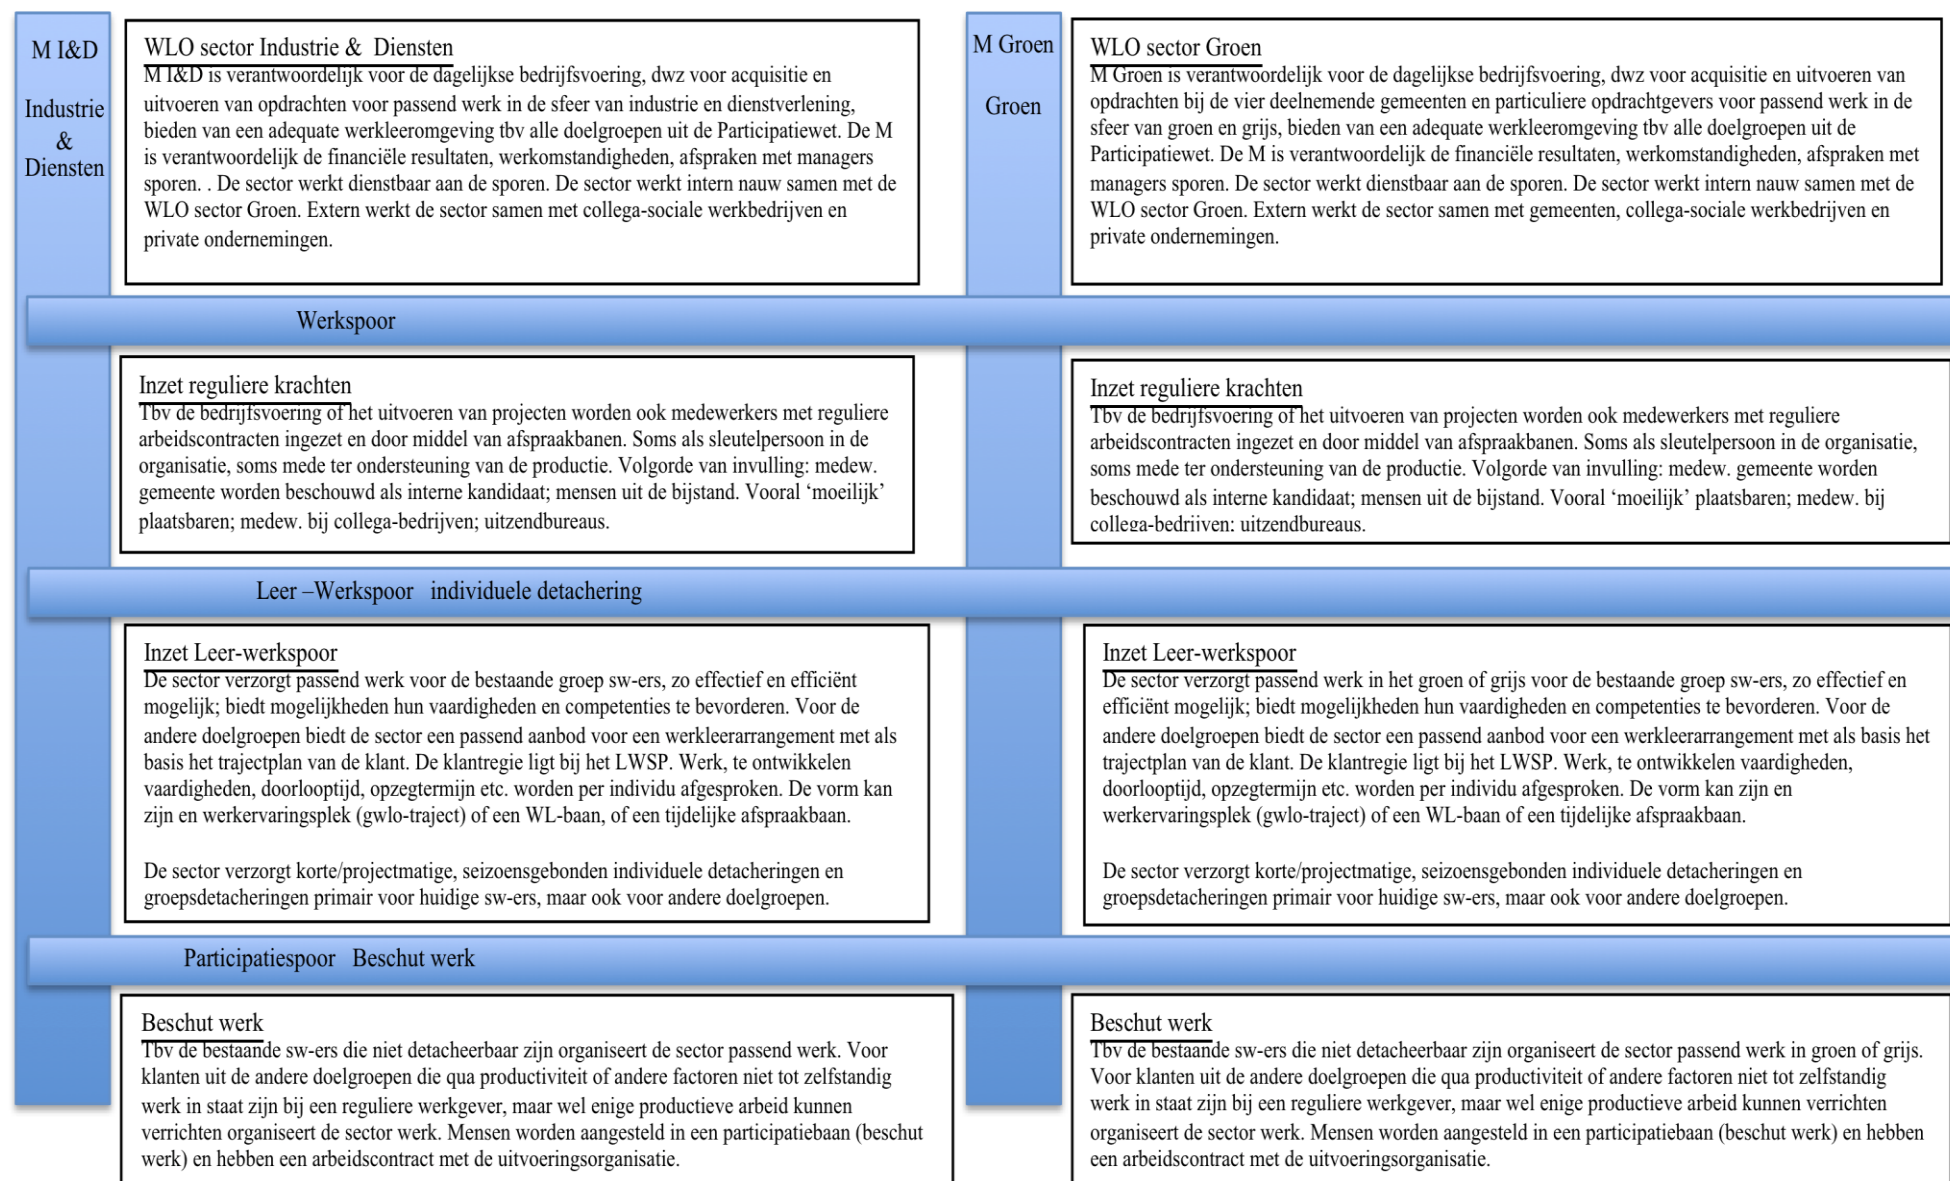 M I&D
Industrie
&
Diensten
WLO sector Industrie & Diensten
M I&D is verantwoordelijk voor de dagelijkse bedrijfsvoering, dwz voor acquisitie en
uitvoeren van opdrachten voor passend werk in de sfeer van industrie en dienstverlening,
bieden van een adequate werkleeromgeving tbv alle doelgroepen uit de Participatiewet. De M
is verantwoordelijk de financiële resultaten, werkomstandigheden, afspraken met managers
sporen. . De sector werkt dienstbaar aan de sporen. De sector werkt intern nauw samen met de
WLO sector Groen. Extern werkt de sector samen met collega-sociale werkbedrijven en
private ondernemingen.
M Groen
Groen
WLO sector Groen
M Groen is verantwoordelijk voor de dagelijkse bedrijfsvoering, dwz voor acquisitie en uitvoeren van
opdrachten bij de vier deelnemende gemeenten en particuliere opdrachtgevers voor passend werk in de
sfeer van groen en grijs, bieden van een adequate werkleeromgeving tbv alle doelgroepen uit de
Participatiewet. De M is verantwoordelijk de financiële resultaten, werkomstandigheden, afspraken met
managers sporen. De sector werkt dienstbaar aan de sporen. De sector werkt intern nauw samen met de
WLO sector Groen. Extern werkt de sector samen met gemeenten, collega-sociale werkbedrijven en
private ondernemingen.
Werkspoor
Inzet reguliere krachten
Tbv de bedrijfsvoering of het uitvoeren van projecten worden ook medewerkers met reguliere
arbeidscontracten ingezet en door middel van afspraakbanen. Soms als sleutelpersoon in de
organisatie, soms mede ter ondersteuning van de productie. Volgorde van invulling: medew.
gemeente worden beschouwd als interne kandidaat; mensen uit de bijstand. Vooral ‘moeilijk’
plaatsbaren; medew. bij collega-bedrijven; uitzendbureaus.
Inzet reguliere krachten
Tbv de bedrijfsvoering of het uitvoeren van projecten worden ook medewerkers met reguliere
arbeidscontracten ingezet en door middel van afspraakbanen. Soms als sleutelpersoon in de organisatie,
soms mede ter ondersteuning van de productie. Volgorde van invulling: medew. gemeente worden
beschouwd als interne kandidaat; mensen uit de bijstand. Vooral ‘moeilijk’ plaatsbaren; medew. bij
collega-bedrijven; uitzendbureaus.
Leer –Werkspoor individuele detachering
Inzet Leer-werkspoor
De sector verzorgt passend werk voor de bestaande groep sw-ers, zo effectief en efficiënt
mogelijk; biedt mogelijkheden hun vaardigheden en competenties te bevorderen. Voor de
andere doelgroepen biedt de sector een passend aanbod voor een werkleerarrangement met als
basis het trajectplan van de klant. De klantregie ligt bij het LWSP. Werk, te ontwikkelen
vaardigheden, doorlooptijd, opzegtermijn etc. worden per individu afgesproken. De vorm kan
zijn en werkervaringsplek (gwlo-traject) of een WL-baan, of een tijdelijke afspraakbaan.
De sector verzorgt korte/projectmatige, seizoensgebonden individuele detacheringen en
groepsdetacheringen primair voor huidige sw-ers, maar ook voor andere doelgroepen.
Inzet Leer-werkspoor
De sector verzorgt passend werk in het groen of grijs voor de bestaande groep sw-ers, zo effectief en
efficiënt mogelijk; biedt mogelijkheden hun vaardigheden en competenties te bevorderen. Voor de
andere doelgroepen biedt de sector een passend aanbod voor een werkleerarrangement met als basis het
trajectplan van de klant. De klantregie ligt bij het LWSP. Werk, te ontwikkelen vaardigheden,
doorlooptijd, opzegtermijn etc. worden per individu afgesproken. De vorm kan zijn en
werkervaringsplek (gwlo-traject) of een WL-baan of een tijdelijke afspraakbaan.
De sector verzorgt korte/projectmatige, seizoensgebonden individuele detacheringen en
groepsdetacheringen primair voor huidige sw-ers, maar ook voor andere doelgroepen.
Participatiespoor Beschut werk
Beschut werk
Tbv de bestaande sw-ers die niet detacheerbaar zijn organiseert de sector passend werk. Voor
klanten uit de andere doelgroepen die qua productiviteit of andere factoren niet tot zelfstandig
werk in staat zijn bij een reguliere werkgever, maar wel enige productieve arbeid kunnen
verrichten organiseert de sector werk. Mensen worden aangesteld in een participatiebaan (beschut
werk) en hebben een arbeidscontract met de uitvoeringsorganisatie.
Beschut werk
Tbv de bestaande sw-ers die niet detacheerbaar zijn organiseert de sector passend werk in groen of grijs.
Voor klanten uit de andere doelgroepen die qua productiviteit of andere factoren niet tot zelfstandig
werk in staat zijn bij een reguliere werkgever, maar wel enige productieve arbeid kunnen verrichten
organiseert de sector werk. Mensen worden aangesteld in een participatiebaan (beschut werk) en hebben
een arbeidscontract met de uitvoeringsorganisatie.